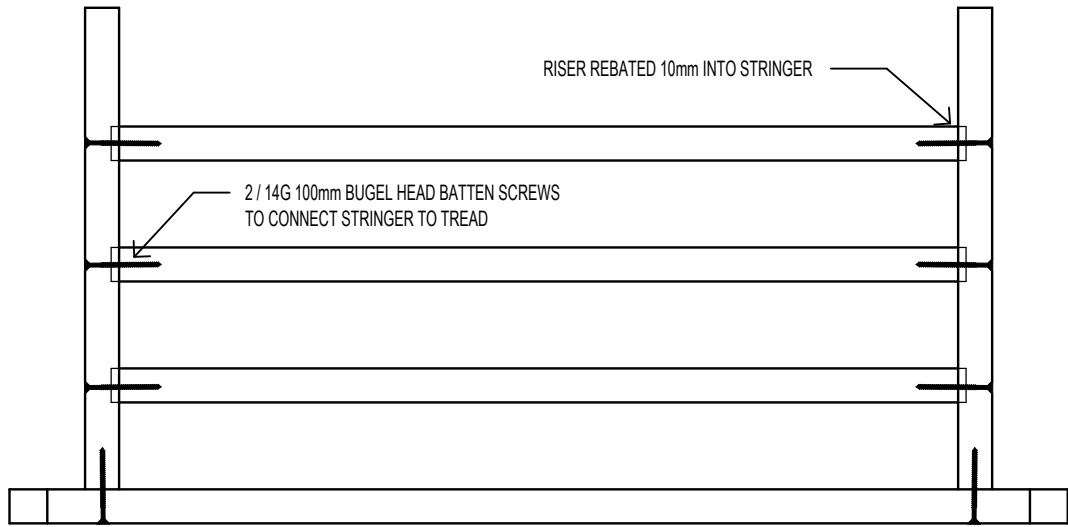 RISER REBATED 10mm INTO STRINGER
2 / 14G 100mm BUGEL HEAD BATTEN SCREWS
TO CONNECT STRINGER TO TREAD